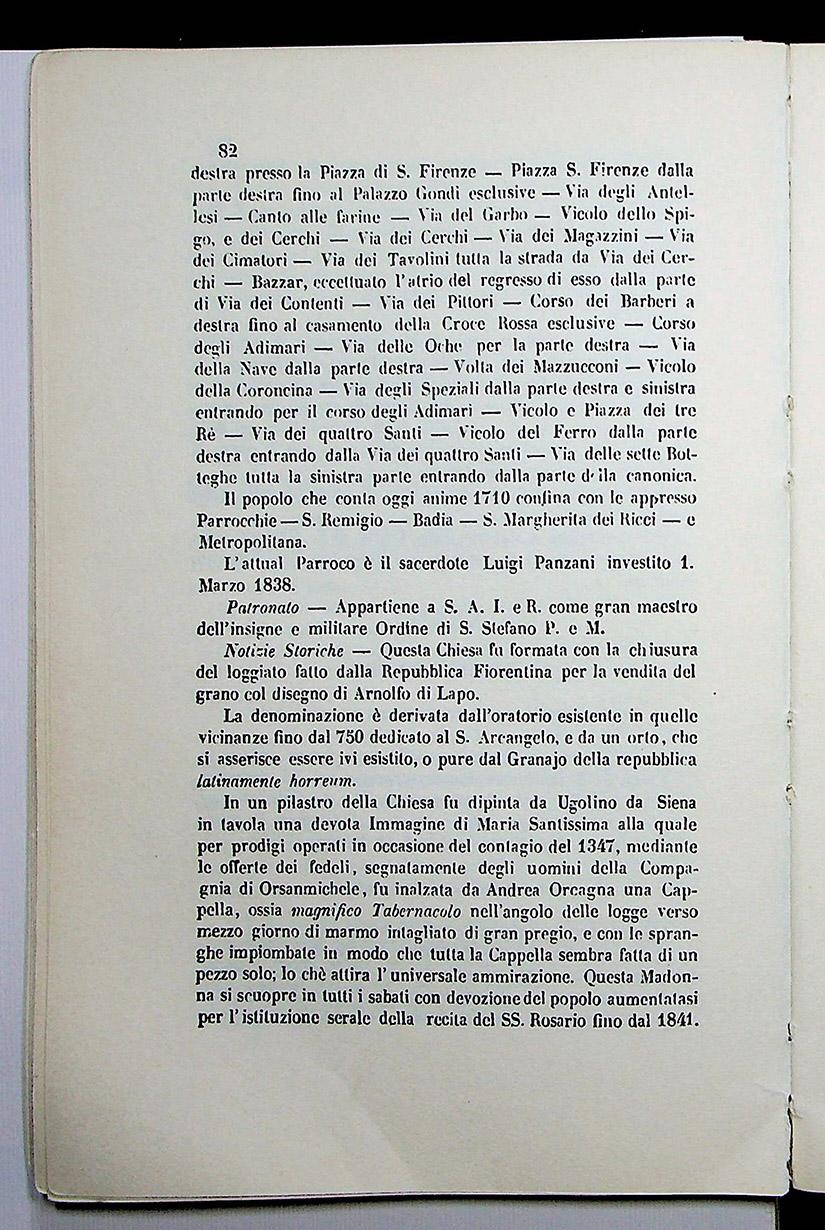 82
destra presso la Piazza di S. Firenze — Piazza S. Firenze dalla
parte destra fino al Palazzo Gondi esclusive — Via degli Antel-
lesi — Canto alle farine — Via del Garbo — Vicolo dello Spi-
go, e dei Cerchi — Via dei Cerchi — Via dei Magazzini — Via
dei Cimatori — Via dei Tavolini tutta la strada da Via dei Cer-
chi — Bazzar, eccettuato l'atrio del regresso di esso dalla parte
di Via dei Contenti — Via dei Pittori — Corso dei Barberi a
destra fino al casamento della Croce Rossa esclusive — Corso
degli Adimari — Via delle Oche per la parte destra — Via
della Nave dalla parte destra — Volta dei Mazzucconi — Vicolo
della Coroncina — Via degli Speziali dalla parte destra e sinistra
entrando per il corso degli Adimari — Vicolo e Piazza dei tre
Rè — Via dei quattro Santi — Vicolo del Ferro dalla parte
destra entrando dalla Via dei quattro Santi — Via delle sette Bot-
teghe tutta la sinistra parte entrando dalla parte della canonica.
Il popolo che conta oggi anime 1710 confina con le appresso
Parrocchie — S. Remigio — Badia — S. Margherita dei Ricci — e
Metropolitana.
L'attual Parroco è il sacerdote Luigi Panzani investito 1.
Marzo 1838.
Patronato — Appartiene a S. A. I. e R. come gran maestro
dell'insigne e militare Ordine di S. Stefano P. e M.
Notizie Storiche — Questa Chiesa fu formata con la chiusura
del loggiato fatto dalla Repubblica Fiorentina per la vendita del
grano col disegno di Arnolfo di Lapo.
La denominazione è derivata dall'oratorio esistente in quelle
vicinanze fino dal 750 dedicato al S. Arcangelo, e da un orto, che
si asserisce essere ivi esistito, o pure dal Granajo della repubblica
latinamente horreum.
In un pilastro della Chiesa fu dipinta da Ugolino da Siena
in tavola una devota Immagine di Maria Santissima alla quale
per prodigi operati in occasione del contagio del 1347, mediante
le offerte dei fedeli, segnatamente degli uomini della Compa-
gnia di Orsanmichele, fu inalzata da Andrea Orcagna una Cap-
pella, ossia magnifico Tabernacolo nell'angolo delle logge verso
mezzo giorno di marmo intagliato di gran pregio, e con le spran-
ghe impiombate in modo che tutta la Cappella sembra fatta di un
pezzo solo; lo chè attira l'universale ammirazione. Questa Madon-
na si scuopre in tutti i sabati con devozione del popolo aumentatasi
per l'istituzione serale della recita del SS. Rosario fino dal 1841.